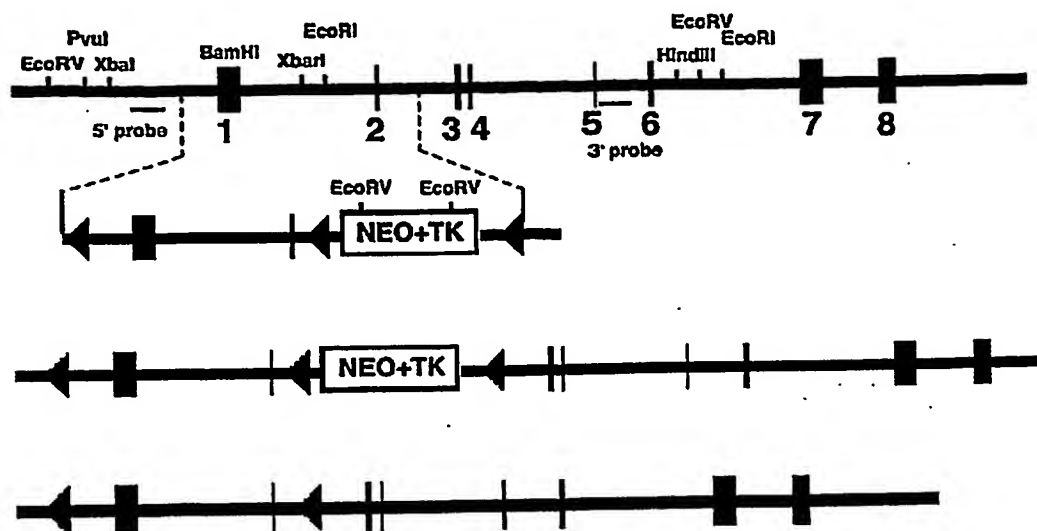 PvuI
EcoRV XbaI
BamHI
EcoRI
XbarI
EcoRV
HindIII EcoRI
5' probe
1 2 3 4 5 6 7 8
3' probe
EcoRV EcoRV
NEO+TK
NEO+TK